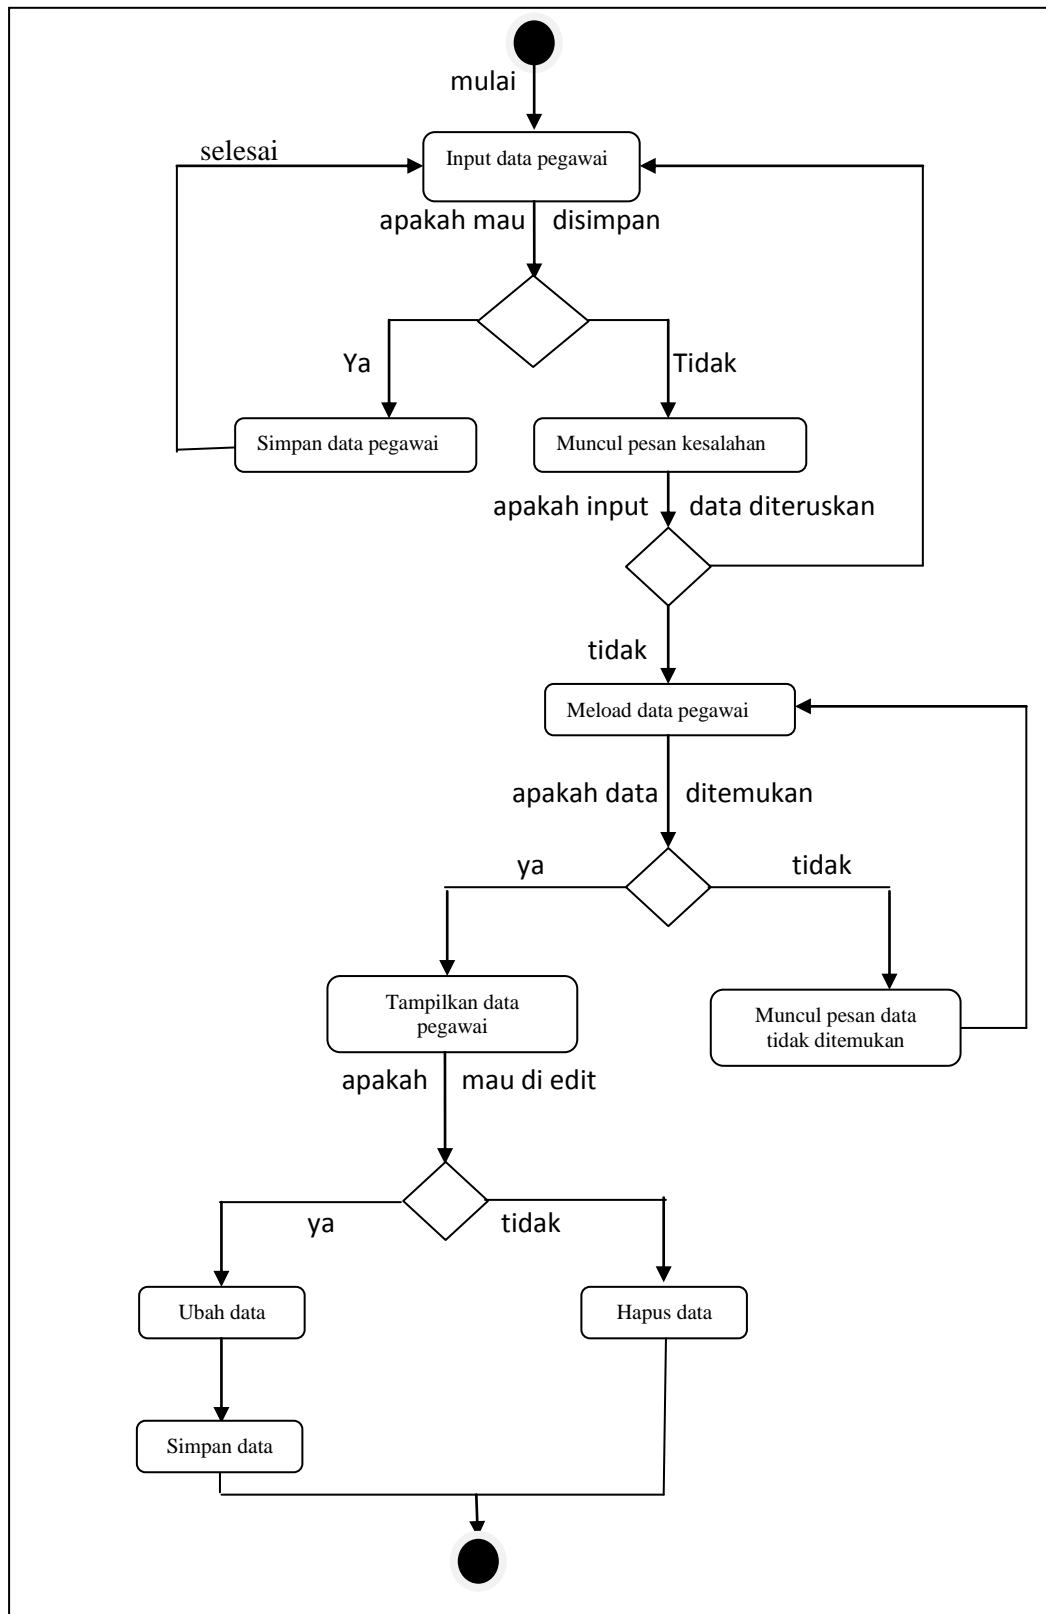 mulai
selesai
Input data pegawai
apakah mau disimpan
Ya
Tidak
Simpan data pegawai
Muncul pesan kesalahan
apakah input data diteruskan
tidak
Meload data pegawai
apakah data ditemukan
ya
tidak
Tampilkan data
pegawai
Muncul pesan data
tidak ditemukan
apakah mau di edit
ya
tidak
Ubah data
Hapus data
Simpan data